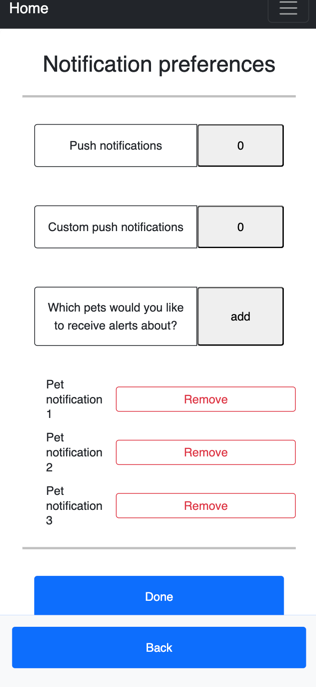 Home
Notification preferences
Push notifications
0
Custom push notifications
0
Which pets would you like
to receive alerts about?
add
Pet
notification
1
Remove
Pet
notification
2
Remove
Pet
notification
3
Remove
Done
Back